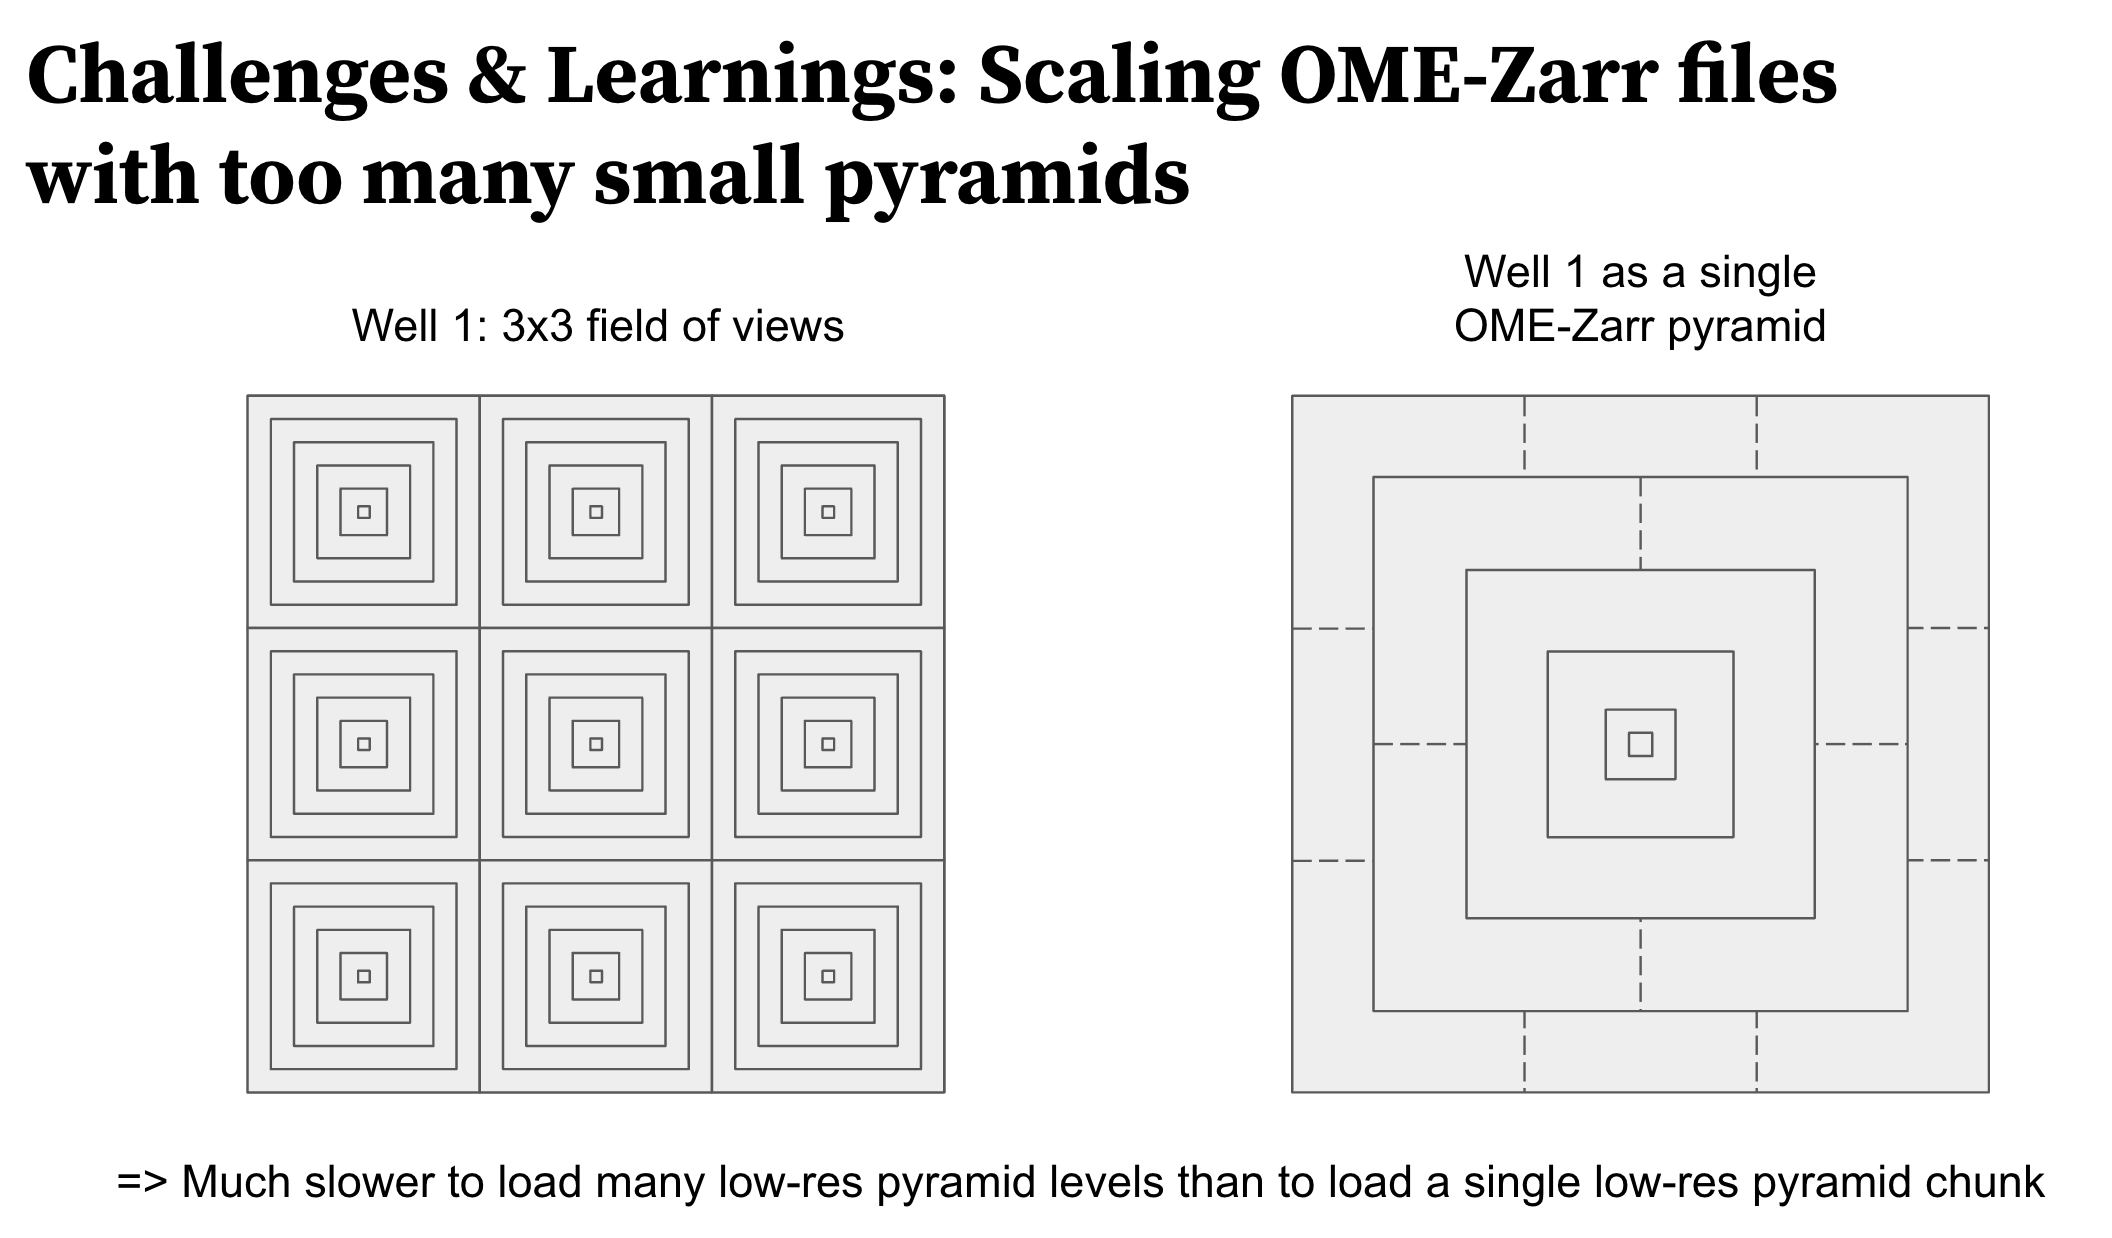 Challenges & Learnings: Scaling OME-Zarr files
with too many small pyramids
Well 1: 3x3 field of views
Well 1 as a single
OME-Zarr pyramid
=> Much slower to load many low-res pyramid levels than to load a single low-res pyramid chunk